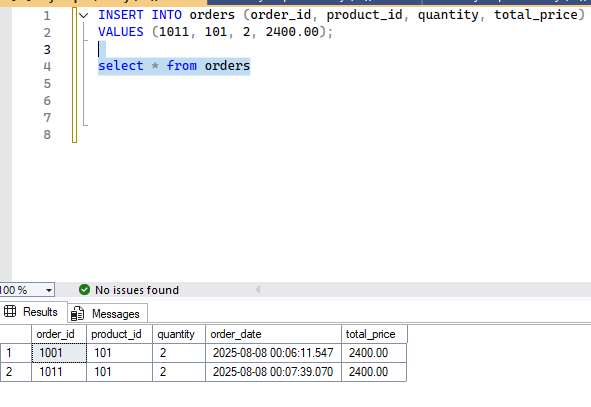 1 INSERT INTO orders (order_id, product_id, quantity, total_price)
2 VALUES (1011, 101, 2, 2400.00);
3
4 select * from orders
5
6
7
8
100 % No issues found
Results Messages
order_id product_id quantity order_date total_price
1 1001 101 2 2025-08-08 00:06:11.547 2400.00
2 1011 101 2 2025-08-08 00:07:39.070 2400.00